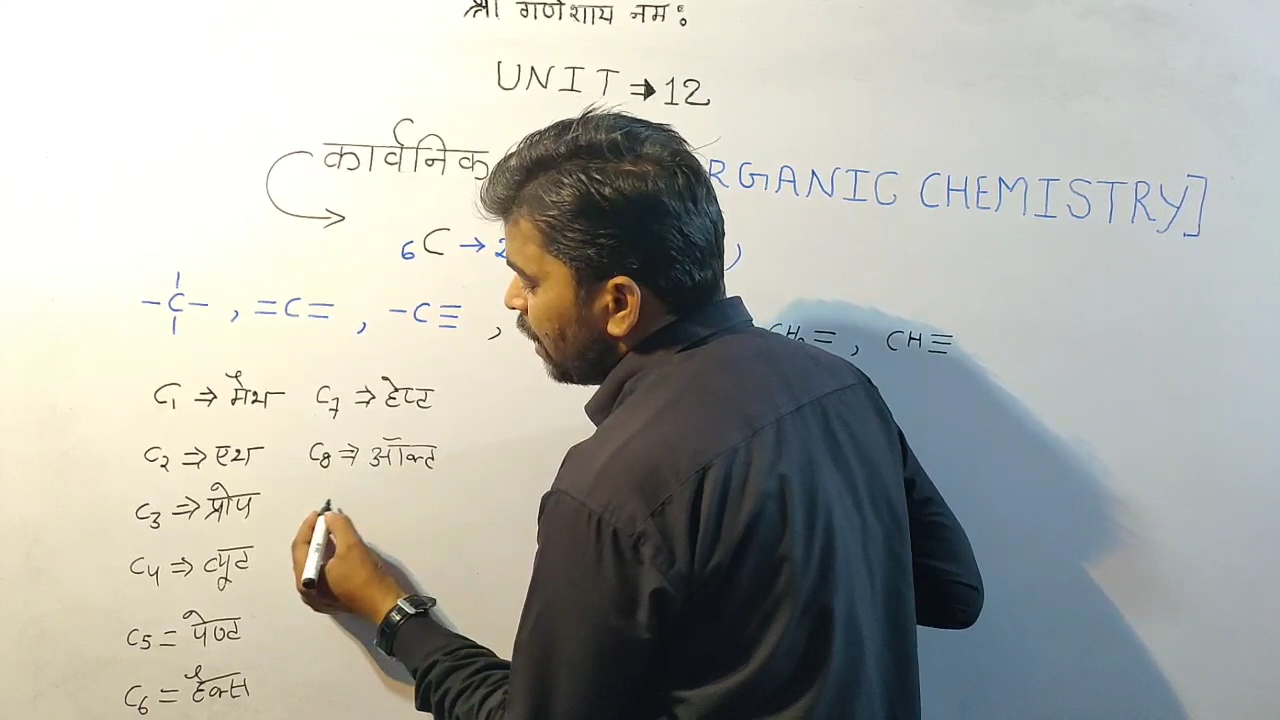 श्री गणेशाय नमः
UNIT ⇒ 12
कार्वनिक RGANIC CHEMISTRY]
₆C → 2 ,
-C-, =C=, -C≡, CH₂=, CH≡
C₁ ⇒ मैथ C₇ ⇒ हेप्ट
C₂ ⇒ एथ C₈ ⇒ ऑक्ट
C₃ ⇒ प्रोप
C₄ ⇒ ब्यूट
C₅ = पेण्ट
C₆ = हैक्स